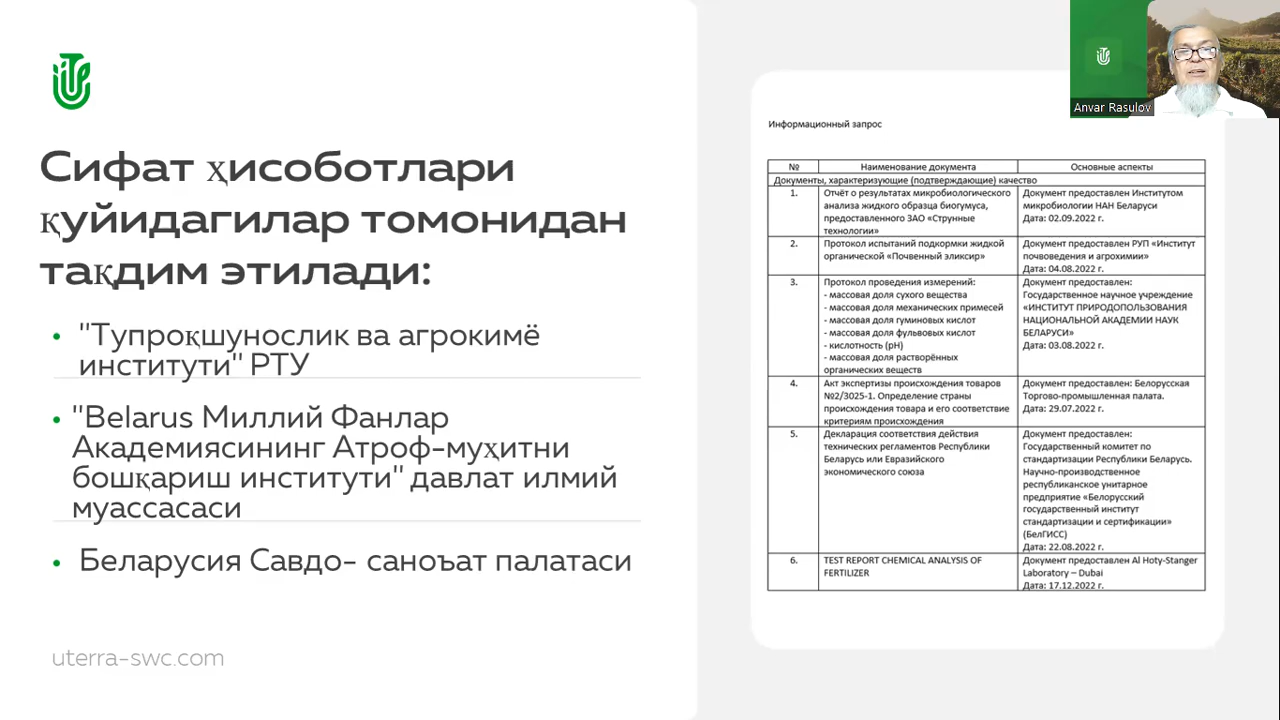 Сифат ҳисоботлари
қуйидагилар томонидан
тақдим этилади:
• "Тупроқшунослик ва агрокимё
институти" РТУ
• "Belarus Миллий Фанлар
Академиясининг Атроф-муҳитни
бошқариш институти" давлат илмий
муассасаси
• Беларусия Савдо- саноъат палатаси
uterra-swc.com
Anvar Rasulov
Информационный запрос
№ Наименование документа Основные аспекты
Документы, характеризующие (подтверждающие) качество
1. Отчёт о результатах микробиологического Документ предоставлен Институтом
анализа жидкого образца биогумуса, микробиологии НАН Беларуси
предоставленного ЗАО «Струнные Дата: 02.09.2022 г.
технологии»
2. Протокол испытаний подкормки жидкой Документ предоставлен РУП «Институт
органической «Почвенный эликсир» почвоведения и агрохимии»
Дата: 04.08.2022 г.
3. Протокол проведения измерений: Документ предоставлен:
- массовая доля сухого вещества Государственное научное учреждение
- массовая доля механических примесей «ИНСТИТУТ ПРИРОДОПОЛЬЗОВАНИЯ
- массовая доля гуминовых кислот НАЦИОНАЛЬНОЙ АКАДЕМИИ НАУК
- массовая доля фульвовых кислот БЕЛАРУСИ»
- кислотность (pH) Дата: 03.08.2022 г.
- массовая доля растворённых
органических веществ
4. Акт экспертизы происхождения товаров Документ предоставлен: Белорусская
№2/3025-1. Определение страны Торгово-промышленная палата.
происхождения товара и его соответствие Дата: 29.07.2022 г.
критериям происхождения
5. Декларация соответствия действия Документ предоставлен:
технических регламентов Республики Государственный комитет по
Беларусь или Евразийского стандартизации Республики Беларусь.
экономического союза Научно-производственное
республиканское унитарное
предприятие «Белорусский
государственный институт
стандартизации и сертификации»
(БелГИСС)
Дата: 22.08.2022 г.
6. TEST REPORT CHEMICAL ANALYSIS OF Документ предоставлен Al Hoty-Stanger
FERTILIZER Laboratory – Dubai
Дата: 17.12.2022 г.